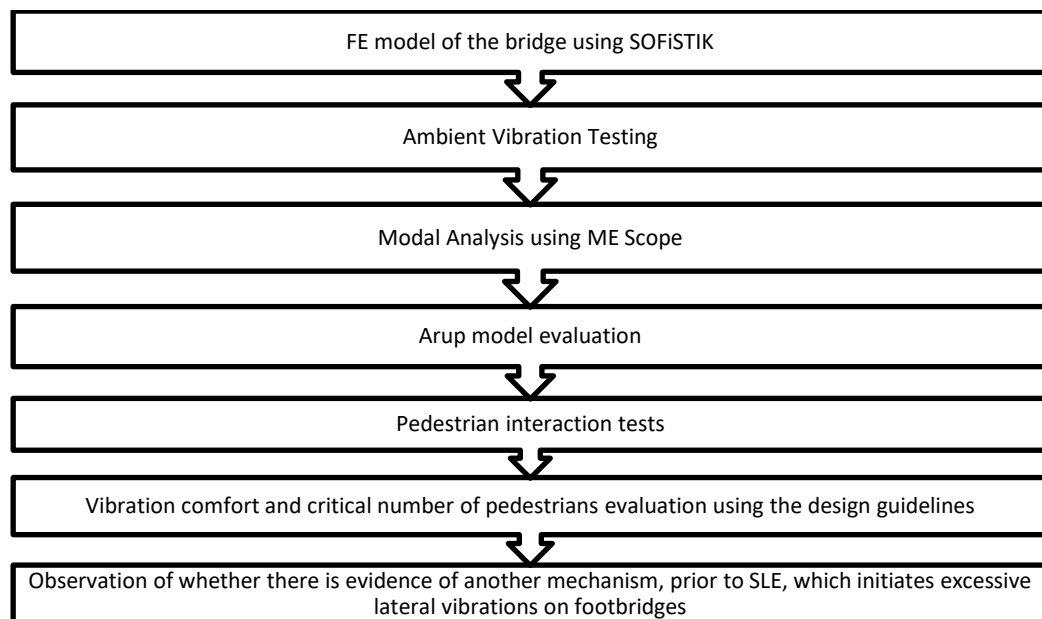 FE model of the bridge using SOFiSTIK
Ambient Vibration Testing
Modal Analysis using ME Scope
Arup model evaluation
Pedestrian interaction tests
Vibration comfort and critical number of pedestrians evaluation using the design guidelines
Observation of whether there is evidence of another mechanism, prior to SLE, which initiates excessive
lateral vibrations on footbridges